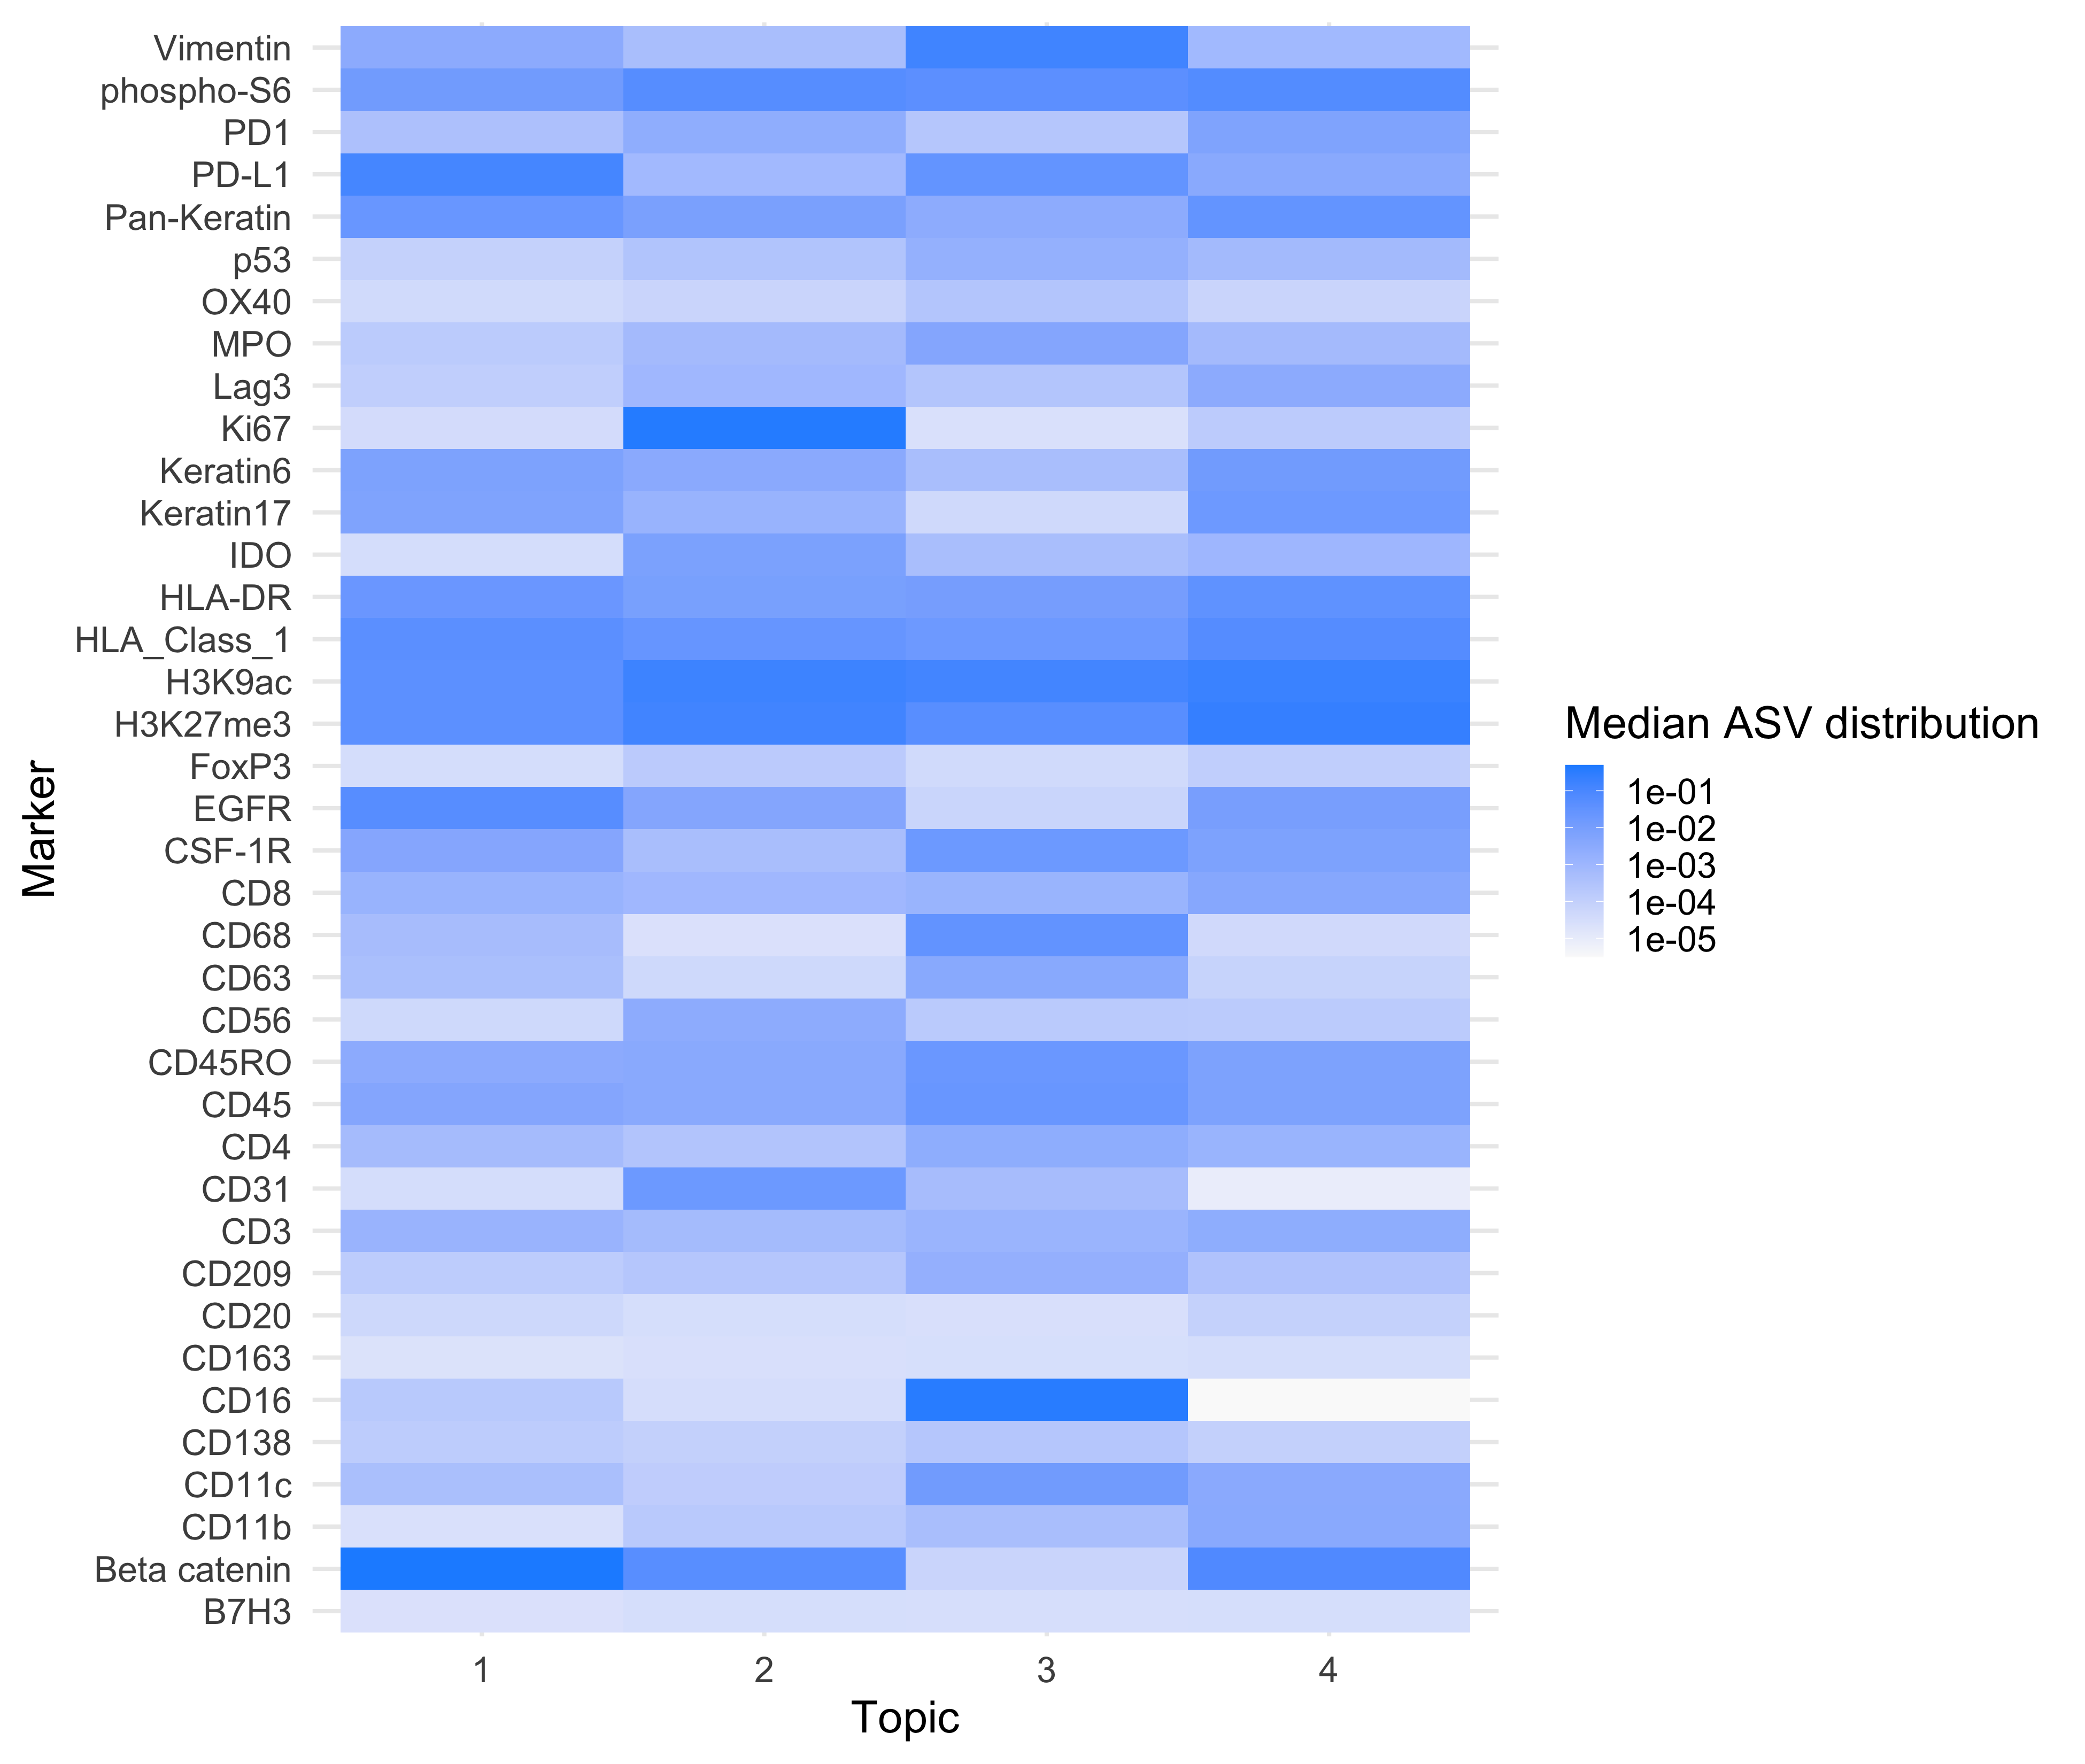 Vimentin
phospho-S6
PD1
PD-L1
Pan-Keratin
p53
OX40
MPO
Lag3
Ki67
Keratin6
Keratin17
IDO
HLA-DR
HLA_Class_1
H3K9ac
H3K27me3
FoxP3
EGFR
CSF-1R
CD8
CD68
CD63
CD56
CD45RO
CD45
CD4
CD31
CD3
CD209
CD20
CD163
CD16
CD138
CD11c
CD11b
Beta catenin
B7H3
Marker
1 2 3 4
Topic
Median ASV distribution
1e-01
1e-02
1e-03
1e-04
1e-05